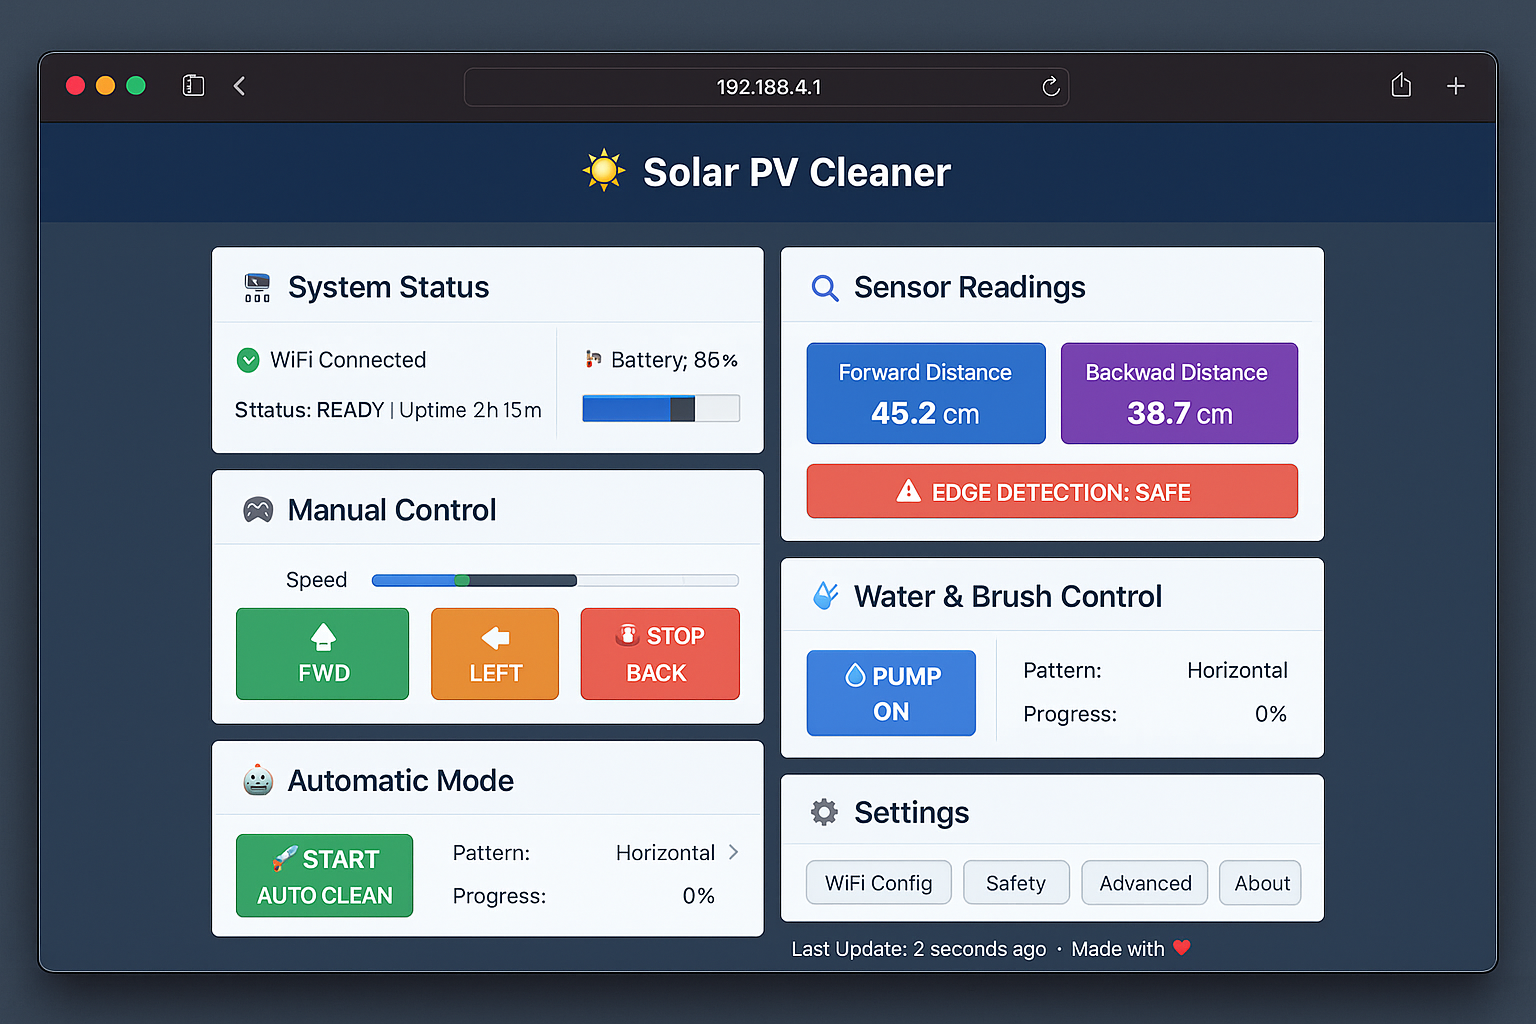 192.188.4.1
Solar PV Cleaner
System Status
WiFi Connected
Sttatus: READY | Uptime 2h 15m
Battery; 86%
Manual Control
Speed
FWD
LEFT
STOP
BACK
Automatic Mode
START
AUTO CLEAN
Pattern: Horizontal
Progress: 0%
Sensor Readings
Forward Distance
45.2 cm
Backwad Distance
38.7 cm
EDGE DETECTION: SAFE
Water & Brush Control
PUMP
ON
Pattern: Horizontal
Progress: 0%
Settings
WiFi Config
Safety
Advanced
About
Last Update: 2 seconds ago · Made with ❤️